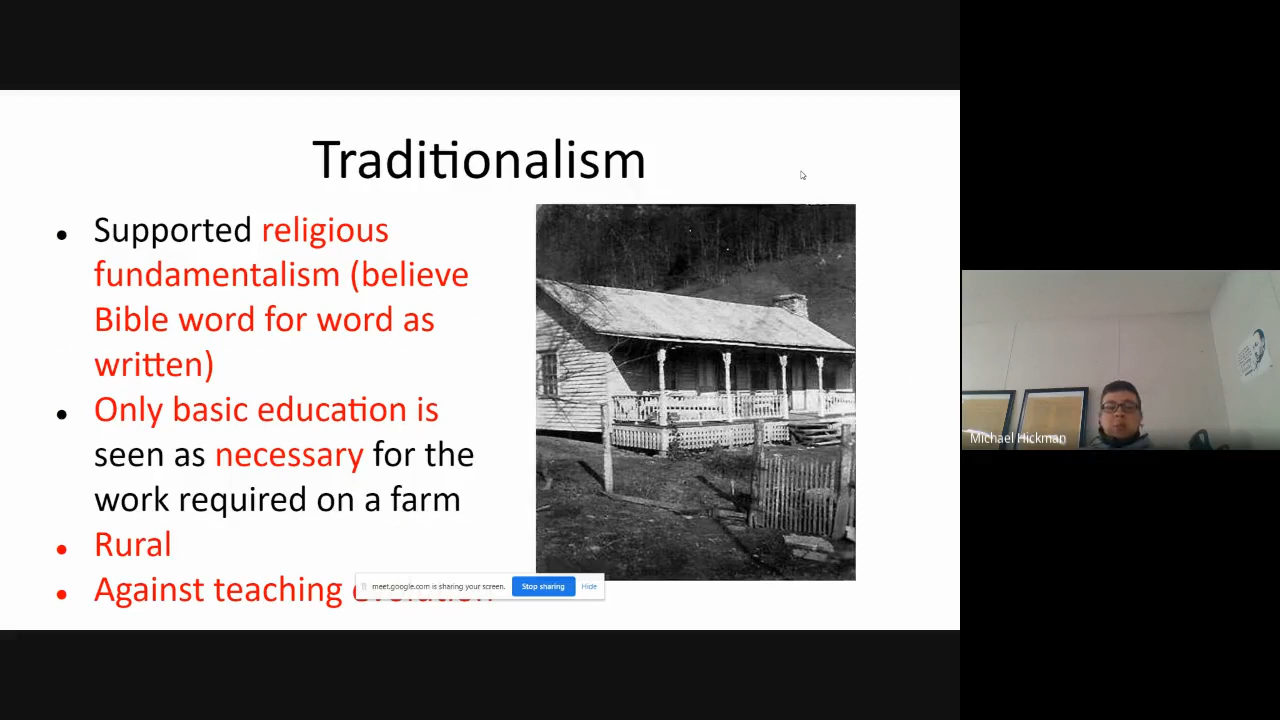 Traditionalism
• Supported religious
fundamentalism (believe
Bible word for word as
written)
• Only basic education is
seen as necessary for the
work required on a farm
• Rural
• Against teaching
meet.google.com is sharing your screen. Stop sharing Hide
Michael Hickman